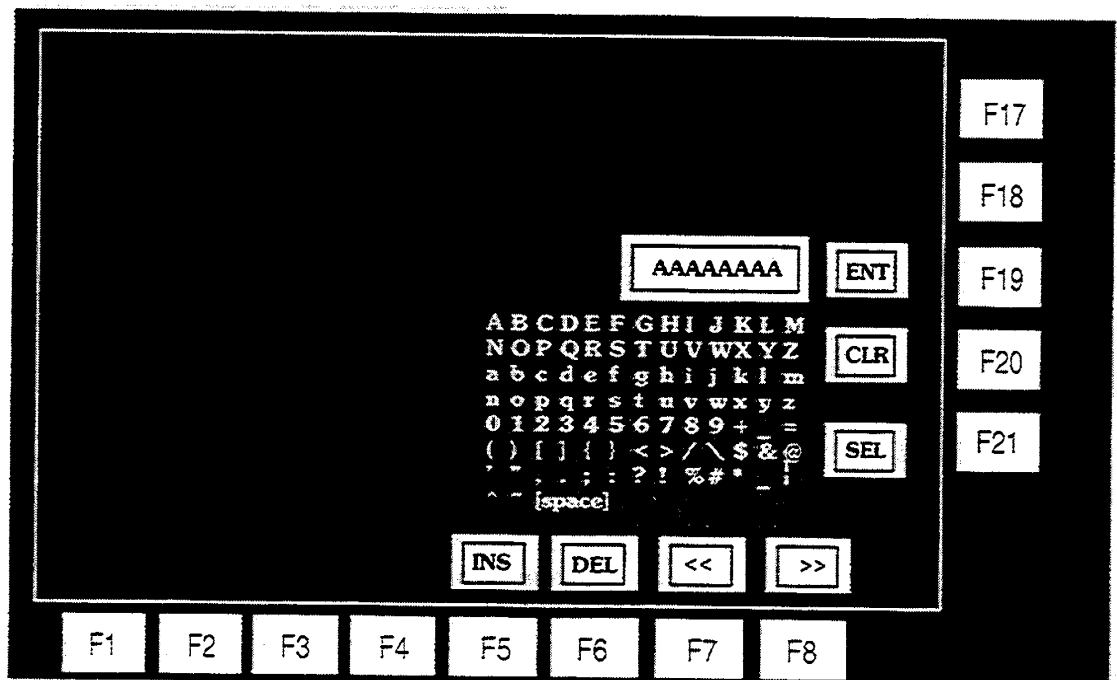 F17
F18
AAAAAAAA ENT F19
A B C D E F G H I J K L M
N O P Q R S T U V W X Y Z CLR F20
a b c d e f g h i j k l m
n o p q r s t u v w x y z
0 1 2 3 4 5 6 7 8 9 + _ =
( ) [ ] { } < > / \ $ & @ SEL F21
' " , . ; : ? ! % # * _ ¡
^ ~ [space]
INS DEL << >>
F1 F2 F3 F4 F5 F6 F7 F8